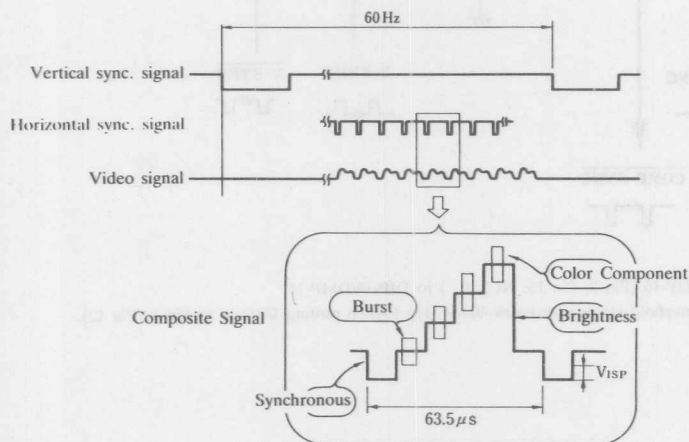 60 Hz
Vertical sync. signal
Horizontal sync. signal
Video signal
Color Component
Burst
Composite Signal
Brightness
VISP
Synchronous
63.5 μs